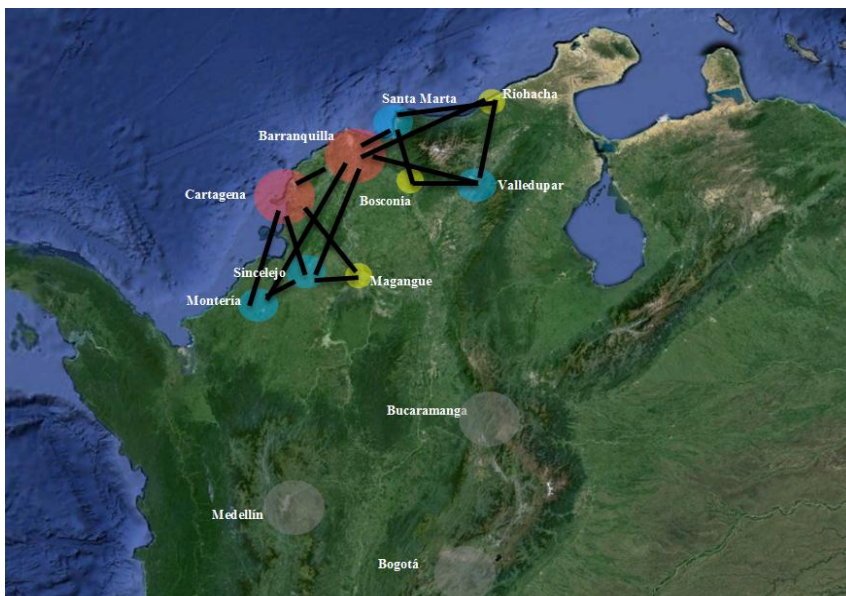 Santa Marta
Riohacha
Barranquilla
Cartagena
Bosconia
Valledupar
Sincelejo
Magangue
Montería
Bucaramanga
Medellín
Bogotá